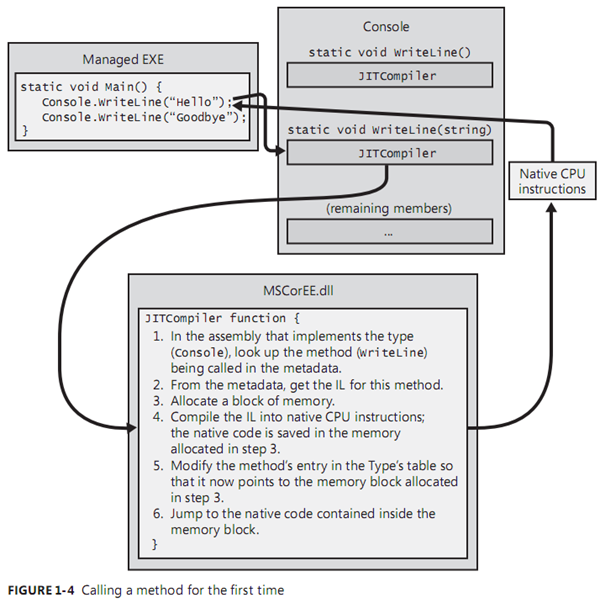 Console
Managed EXE
static void Main() {
Console.WriteLine(“Hello”);
Console.WriteLine(“Goodbye”);
}
static void WriteLine()
JITCompiler
static void WriteLine(string)
JITCompiler
(remaining members)
...
Native CPU
instructions
MSCorEE.dll
JITCompiler function {
1. In the assembly that implements the type
(Console), look up the method (WriteLine)
being called in the metadata.
2. From the metadata, get the IL for this method.
3. Allocate a block of memory.
4. Compile the IL into native CPU instructions;
the native code is saved in the memory
allocated in step 3.
5. Modify the method’s entry in the Type’s table so
that it now points to the memory block allocated
in step 3.
6. Jump to the native code contained inside the
memory block.
}
FIGURE 1-4 Calling a method for the first time